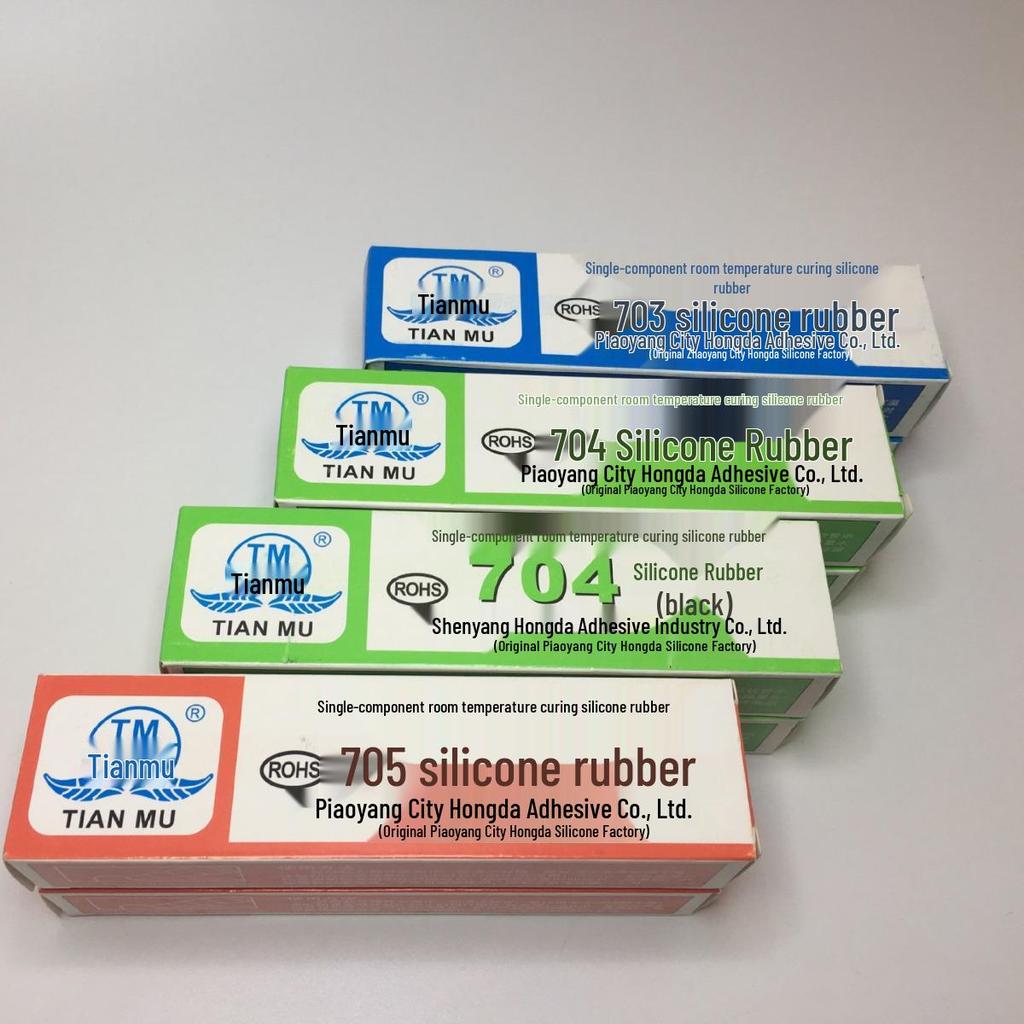 TM
®
Tianmu
TIAN MU
Single-component room temperature curing silicone
rubber
ROHS
703 silicone rubber
Piaoyang City Hongda Adhesive Co., Ltd.
(Original Zhaoyang City Hongda Silicone Factory)
TM
®
Tianmu
TIAN MU
Single-component room temperature curing silicone rubber
ROHS
704 Silicone Rubber
Piaoyang City Hongda Adhesive Co., Ltd.
(Original Piaoyang City Hongda Silicone Factory)
TM
®
Tianmu
TIAN MU
Single-component room temperature curing silicone rubber
ROHS
704 Silicone Rubber
(black)
Shenyang Hongda Adhesive Industry Co., Ltd.
(Original Piaoyang City Hongda Silicone Factory)
TM
®
Tianmu
TIAN MU
Single-component room temperature curing silicone rubber
ROHS
705 silicone rubber
Piaoyang City Hongda Adhesive Co., Ltd.
(Original Piaoyang City Hongda Silicone Factory)